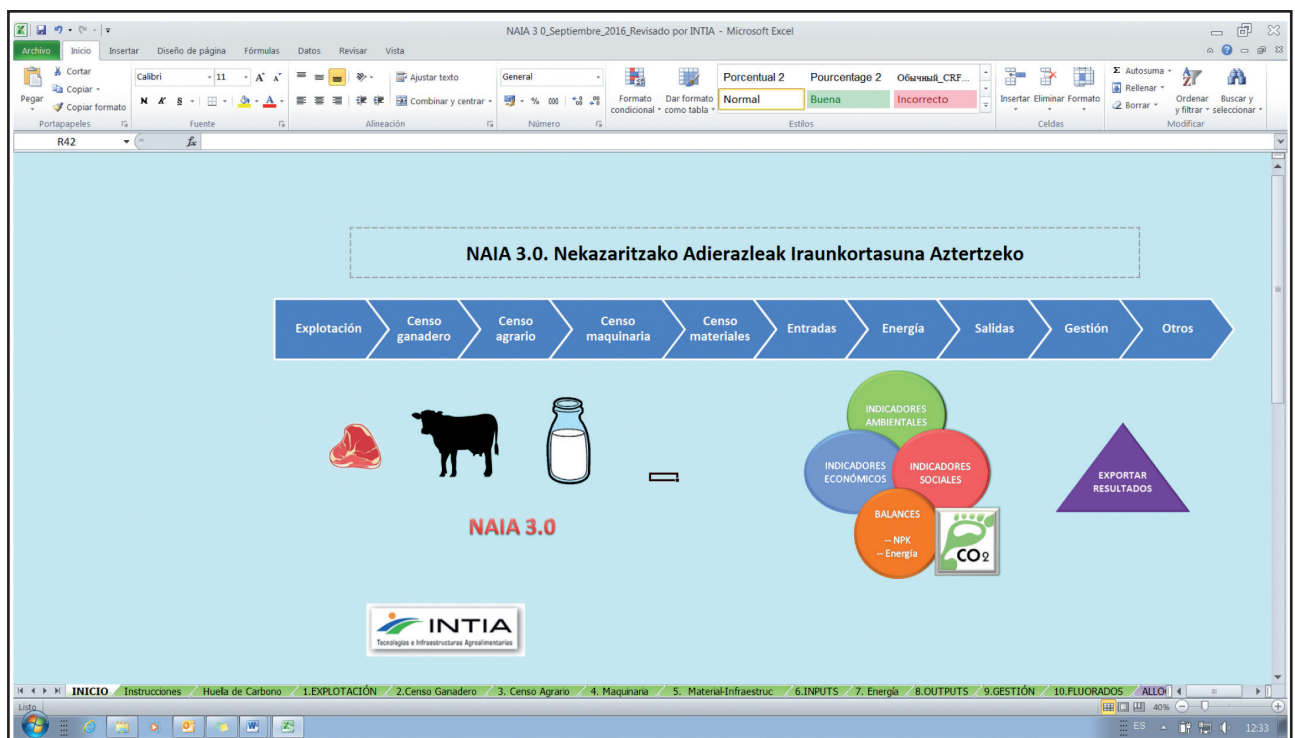 NAIA 3 0_Septiembre_2016_Revisado por INTIA - Microsoft Excel
Archivo Inicio Insertar Diseño de página Fórmulas Datos Revisar Vista
Pegar
Cortar
Copiar
Copiar formato
Portapapeles
Calibri 11
N K S
Fuente
Ajustar texto
Combinar y centrar
Alineación
General
% 000
Número
Formato condicional
Dar formato como tabla
Porcentual 2 Pourcentage 2 Обычный_CRF...
Normal Buena Incorrecto
Estilos
Insertar Eliminar Formato
Celdas
Σ Autosuma
Rellenar
Borrar
Ordenar y filtrar
Buscar y seleccionar
Modificar
R42 fx
NAIA 3.0. Nekazaritzako Adierazleak Iraunkortasuna Aztertzeko
Explotación
Censo ganadero
Censo agrario
Censo maquinaria
Censo materiales
Entradas
Energía
Salidas
Gestión
Otros
INDICADORES
AMBIENTALES
INDICADORES
ECONÓMICOS
INDICADORES
SOCIALES
BALANCES
-- NPK
-- Energía
CO2
EXPORTAR
RESULTADOS
NAIA 3.0
INTIA
Tecnologías e Infraestructuras Agroalimentarias
INICIO Instrucciones Huella de Carbono 1.EXPLOTACIÓN 2.Censo Ganadero 3. Censo Agrario 4. Maquinaria 5. Material-Infraestruc 6.INPUTS 7. Energía 8.OUTPUTS 9.GESTIÓN 10.FLUORADOS ALLO
Listo 40%
ES 12:33